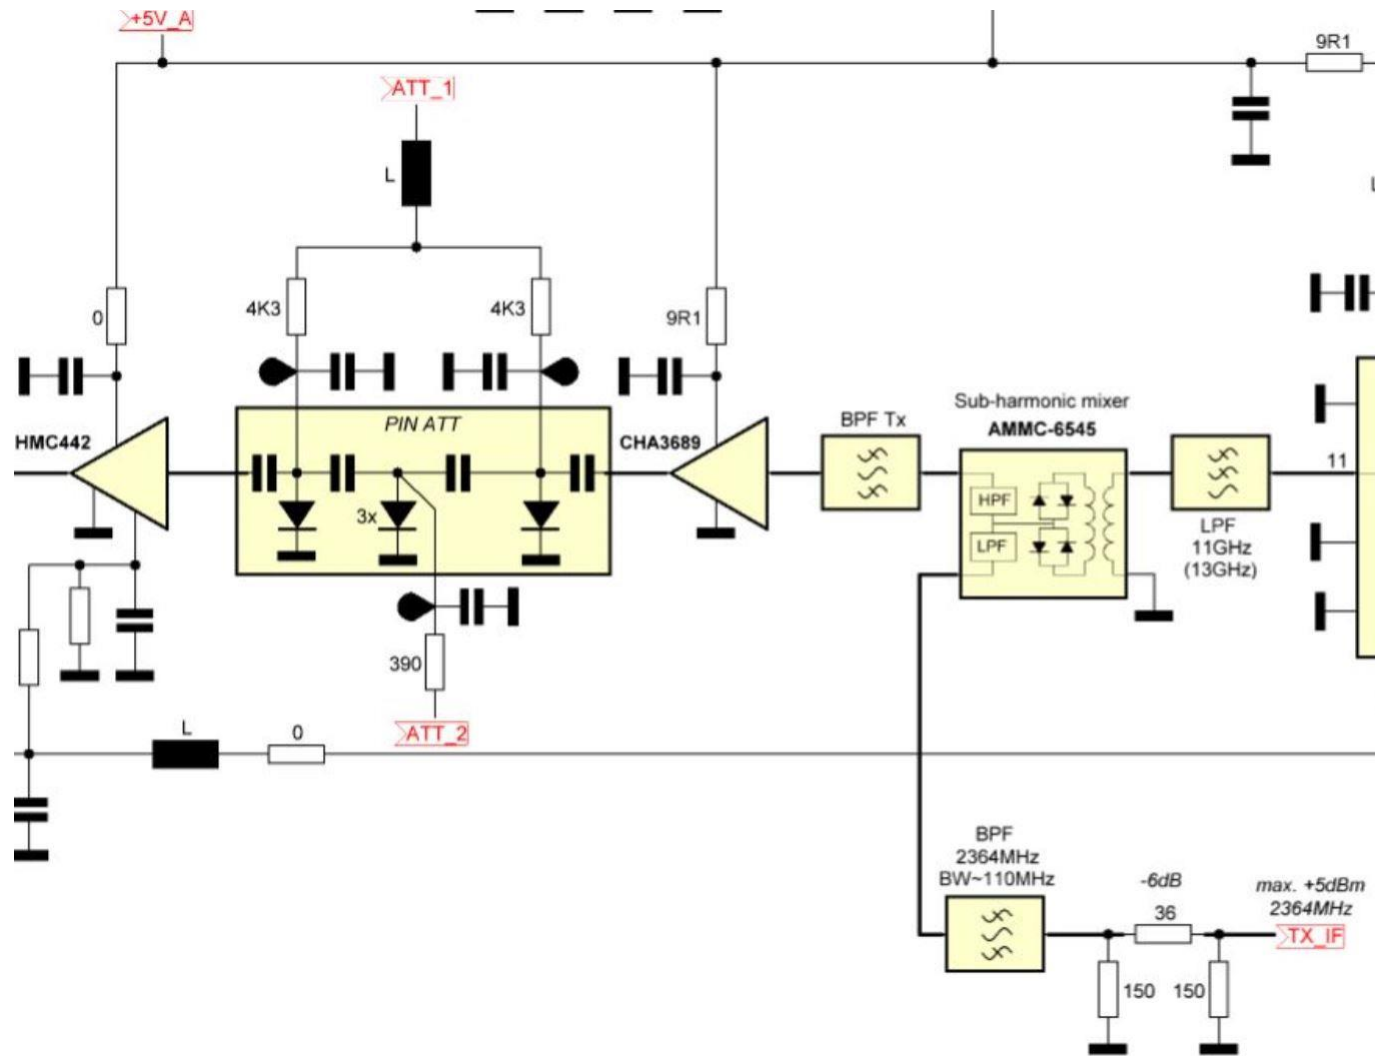 +5V_A
9R1
ATT_1
L
0
4K3
4K3
9R1
HMC442
PIN ATT
CHA3689
BPF Tx
Sub-harmonic mixer
AMMC-6545
HPF
LPF
11
3x
LPF
11GHz
(13GHz)
390
ATT_2
L
0
BPF
2364MHz
BW~110MHz
-6dB
36
max. +5dBm
2364MHz
TX_IF
150
150